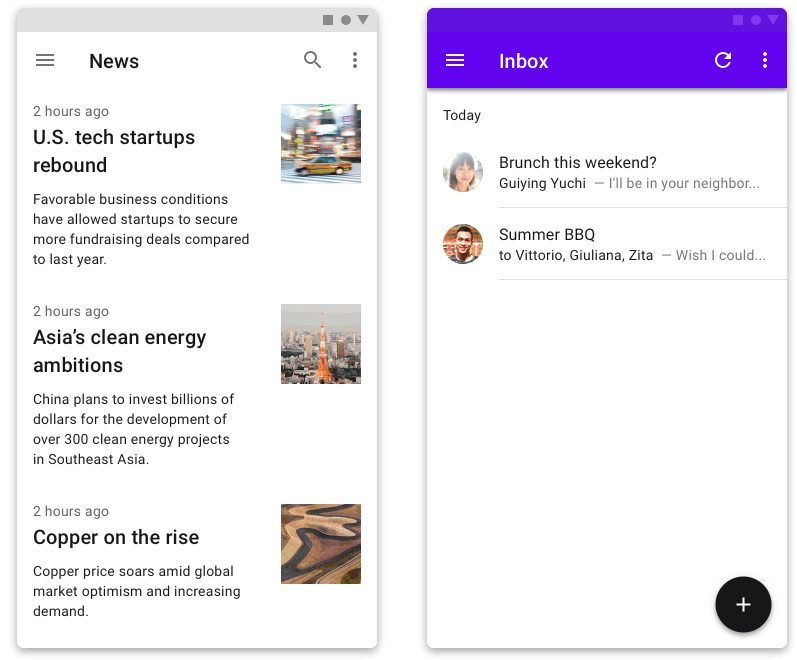 News
2 hours ago
U.S. tech startups
rebound
Favorable business conditions
have allowed startups to secure
more fundraising deals compared
to last year.
2 hours ago
Asia’s clean energy
ambitions
China plans to invest billions of
dollars for the development of
over 300 clean energy projects
in Southeast Asia.
2 hours ago
Copper on the rise
Copper price soars amid global
market optimism and increasing
demand.
Inbox
Today
Brunch this weekend?
Guiying Yuchi — I'll be in your neighbor...
Summer BBQ
to Vittorio, Giuliana, Zita — Wish I could...